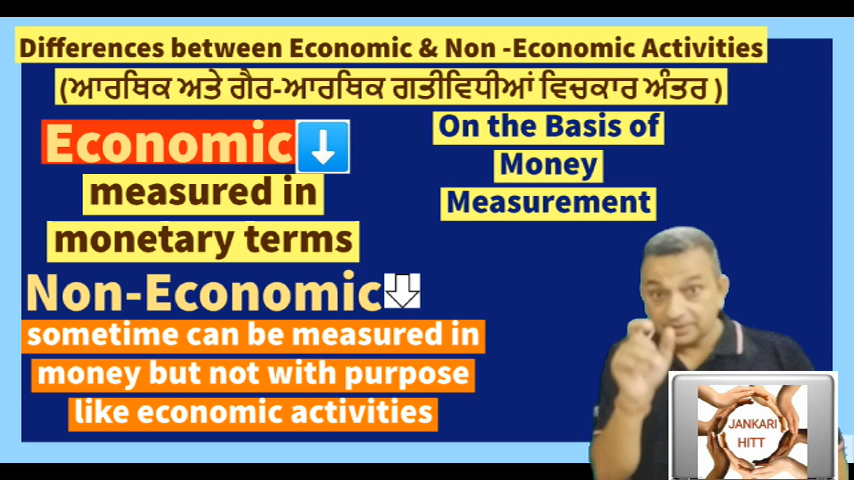 Differences between Economic & Non -Economic Activities
(ਆਰਥਿਕ ਅਤੇ ਗੈਰ-ਆਰਥਿਕ ਗਤੀਵਿਧੀਆਂ ਵਿਚਕਾਰ ਅੰਤਰ )
Economic
measured in
monetary terms
On the Basis of
Money
Measurement
Non-Economic
sometime can be measured in
money but not with purpose
like economic activities
JANKARI
HITT